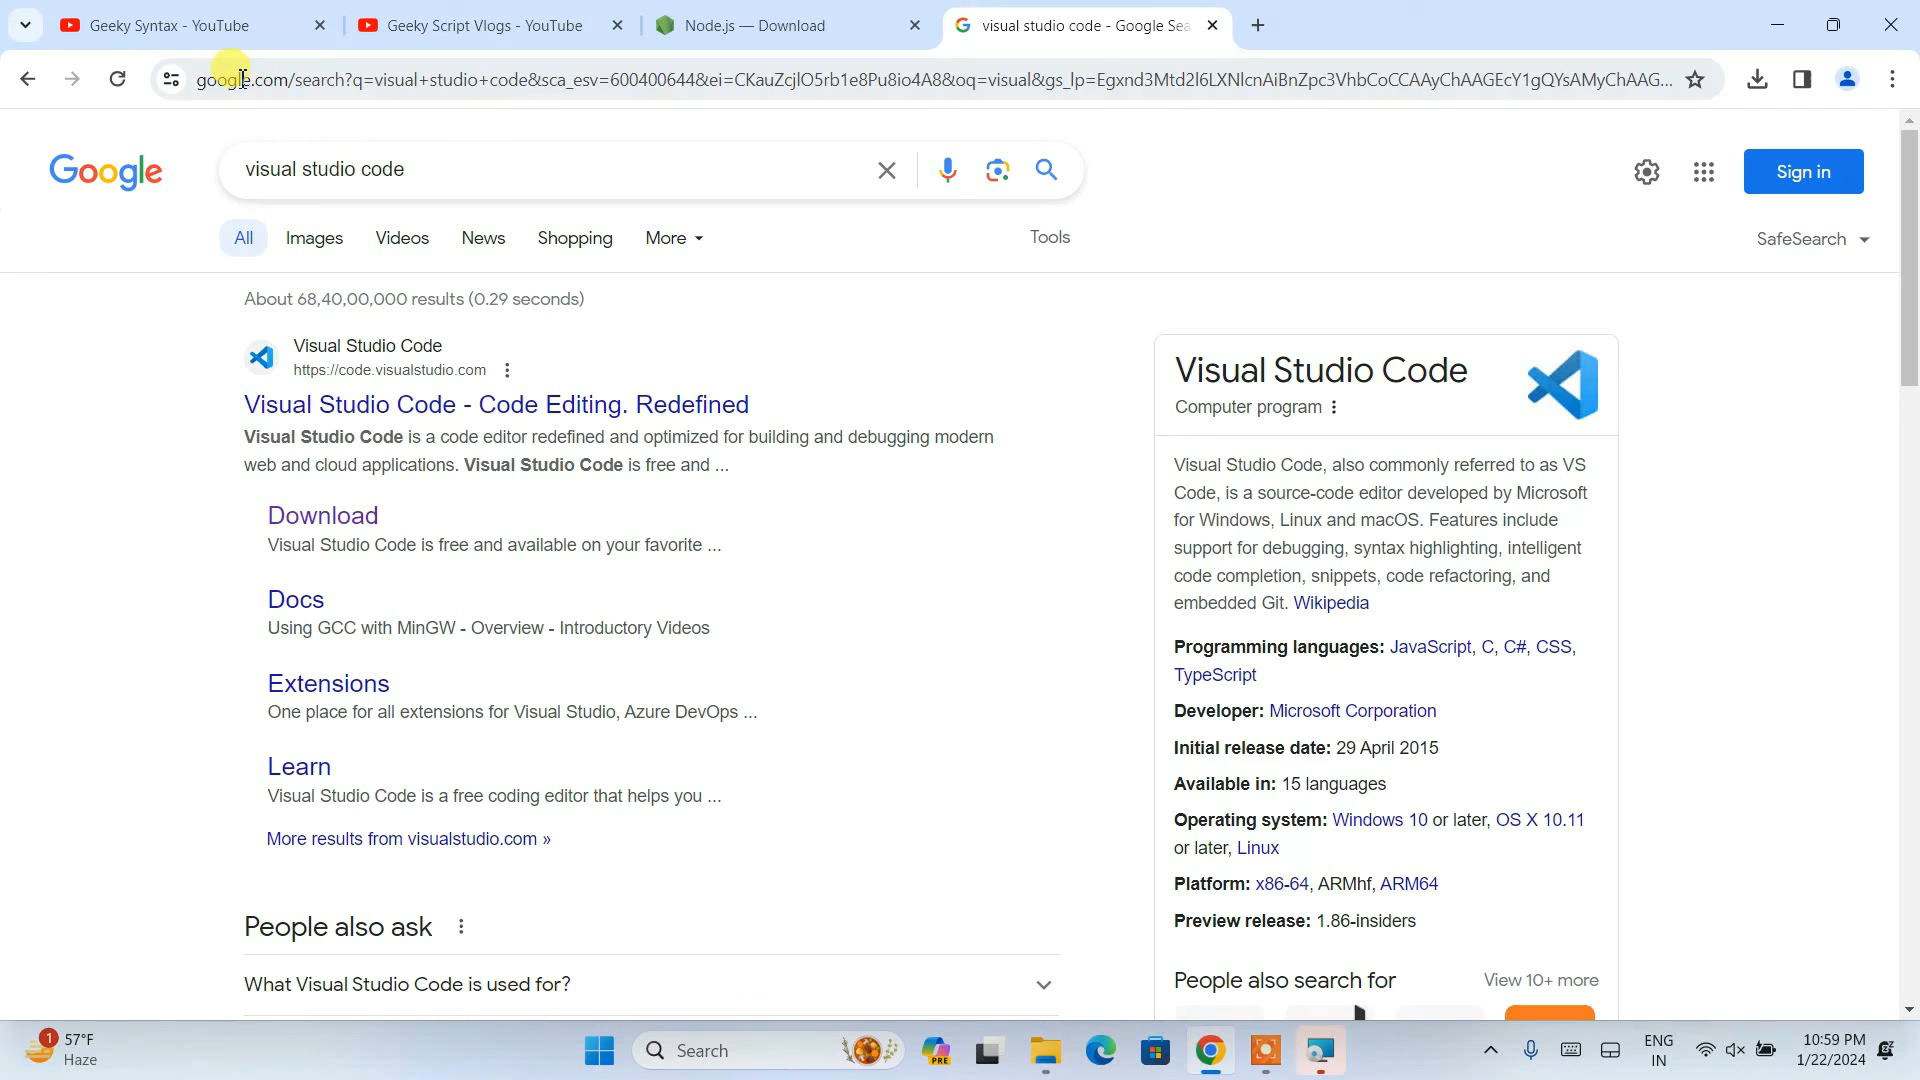 Geeky Syntax - YouTube
Geeky Script Vlogs - YouTube
Node.js — Download
visual studio code - Google Sea
google.com/search?q=visual+studio+code&sca_esv=600400644&ei=CKauZcjlO5rb1e8Pu8io4A8&oq=visual&gs_lp=Egxnd3Mtd2l6LXNlcnAiBnZpc3VhbCoCCAAyChAAGEcY1gQYsAMyChAAG...
Google
visual studio code
Sign in
All
Images
Videos
News
Shopping
More
Tools
SafeSearch
About 68,40,00,000 results (0.29 seconds)
Visual Studio Code
https://code.visualstudio.com
Visual Studio Code - Code Editing. Redefined
Visual Studio Code is a code editor redefined and optimized for building and debugging modern
web and cloud applications. Visual Studio Code is free and ...
Download
Visual Studio Code is free and available on your favorite ...
Docs
Using GCC with MinGW - Overview - Introductory Videos
Extensions
One place for all extensions for Visual Studio, Azure DevOps ...
Learn
Visual Studio Code is a free coding editor that helps you ...
More results from visualstudio.com »
People also ask
What Visual Studio Code is used for?
Visual Studio Code
Computer program
Visual Studio Code, also commonly referred to as VS
Code, is a source-code editor developed by Microsoft
for Windows, Linux and macOS. Features include
support for debugging, syntax highlighting, intelligent
code completion, snippets, code refactoring, and
embedded Git. Wikipedia
Programming languages: JavaScript, C, C#, CSS,
TypeScript
Developer: Microsoft Corporation
Initial release date: 29 April 2015
Available in: 15 languages
Operating system: Windows 10 or later, OS X 10.11
or later, Linux
Platform: x86-64, ARMhf, ARM64
Preview release: 1.86-insiders
People also search for
View 10+ more
1
57°F
Haze
Search
PRE
ENG
IN
10:59 PM
1/22/2024